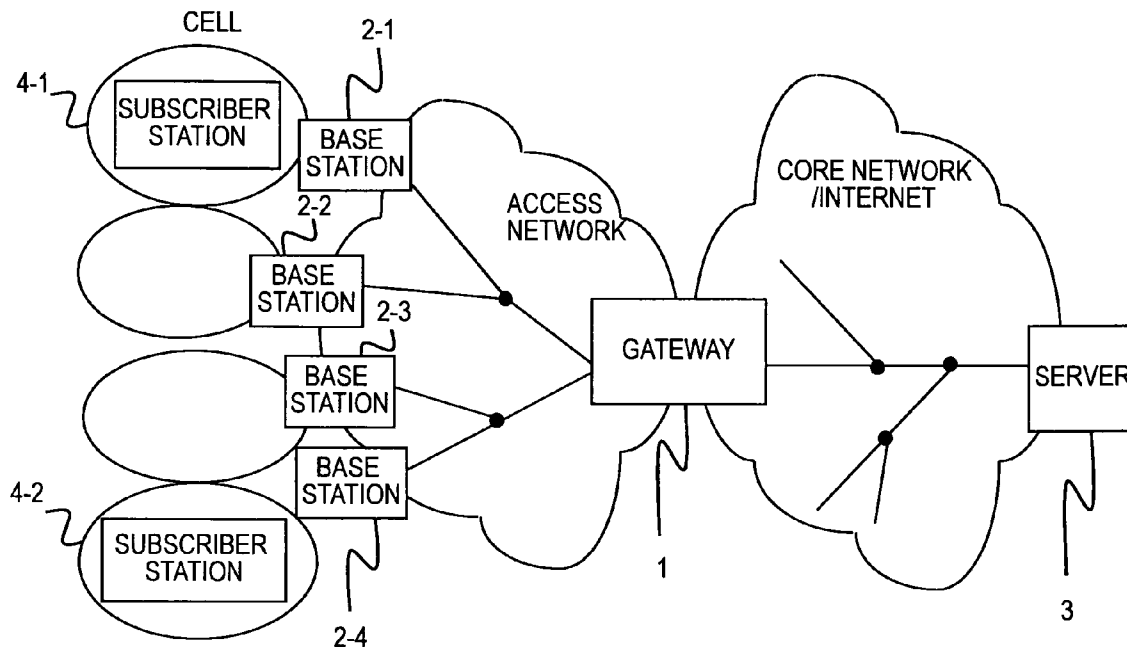 CELL
2-1
4-1
SUBSCRIBER
STATION
BASE
STATION
2-2
ACCESS
NETWORK
CORE NETWORK
/INTERNET
BASE
STATION
2-3
GATEWAY
SERVER
BASE
STATION
BASE
STATION
4-2
SUBSCRIBER
STATION
1
3
2-4